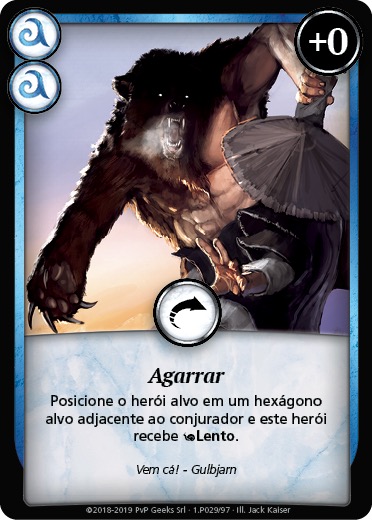 +0
Agarrar
Posicione o herói alvo em um hexágono
alvo adjacente ao conjurador e este herói
recebe Lento.
Vem cá! - Gulbjarn
©2018-2019 PvP Geeks Srl · 1.P029/97 · Ill. Jack Kaiser